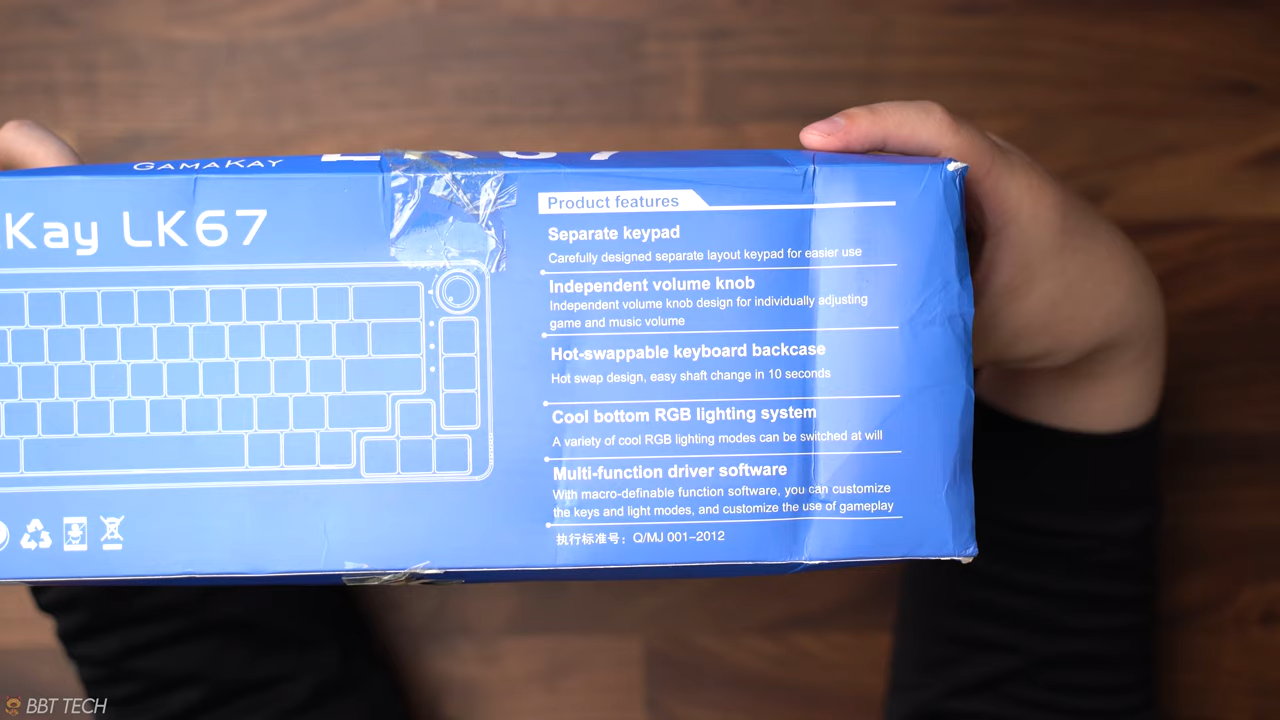 GAMAKAY
Kay LK67
Product features
Separate keypad
Carefully designed separate layout keypad for easier use
Independent volume knob
Independent volume knob design for individually adjusting
game and music volume
Hot-swappable keyboard backcase
Hot swap design, easy shaft change in 10 seconds
Cool bottom RGB lighting system
A variety of cool RGB lighting modes can be switched at will
Multi-function driver software
With macro-definable function software, you can customize
the keys and light modes, and customize the use of gameplay
执行标准号：Q/MJ 001-2012
BBT TECH